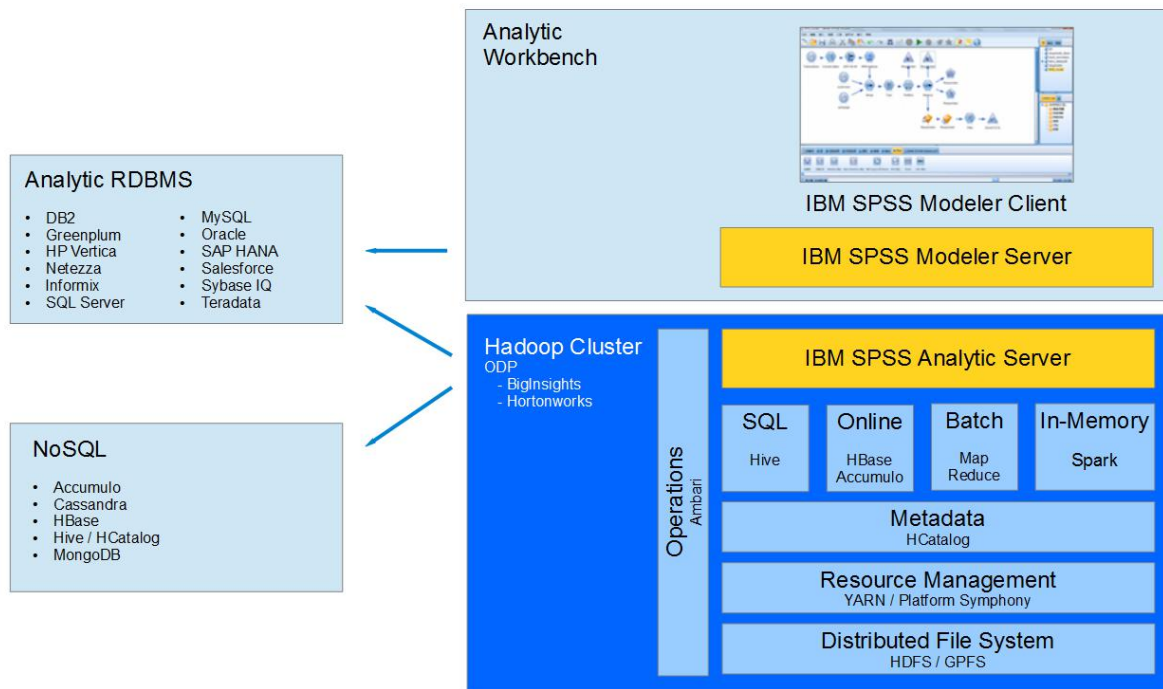 Analytic
Workbench
IBM SPSS Modeler Client
IBM SPSS Modeler Server
Analytic RDBMS
• DB2
• Greenplum
• HP Vertica
• Netezza
• Informix
• SQL Server
• MySQL
• Oracle
• SAP HANA
• Salesforce
• Sybase IQ
• Teradata
NoSQL
• Accumulo
• Cassandra
• HBase
• Hive / HCatalog
• MongoDB
Hadoop Cluster
ODP
- BigInsights
- Hortonworks
Operations
Ambari
IBM SPSS Analytic Server
SQL
Hive
Online
HBase
Accumulo
Batch
Map
Reduce
In-Memory
Spark
Metadata
HCatalog
Resource Management
YARN / Platform Symphony
Distributed File System
HDFS / GPFS